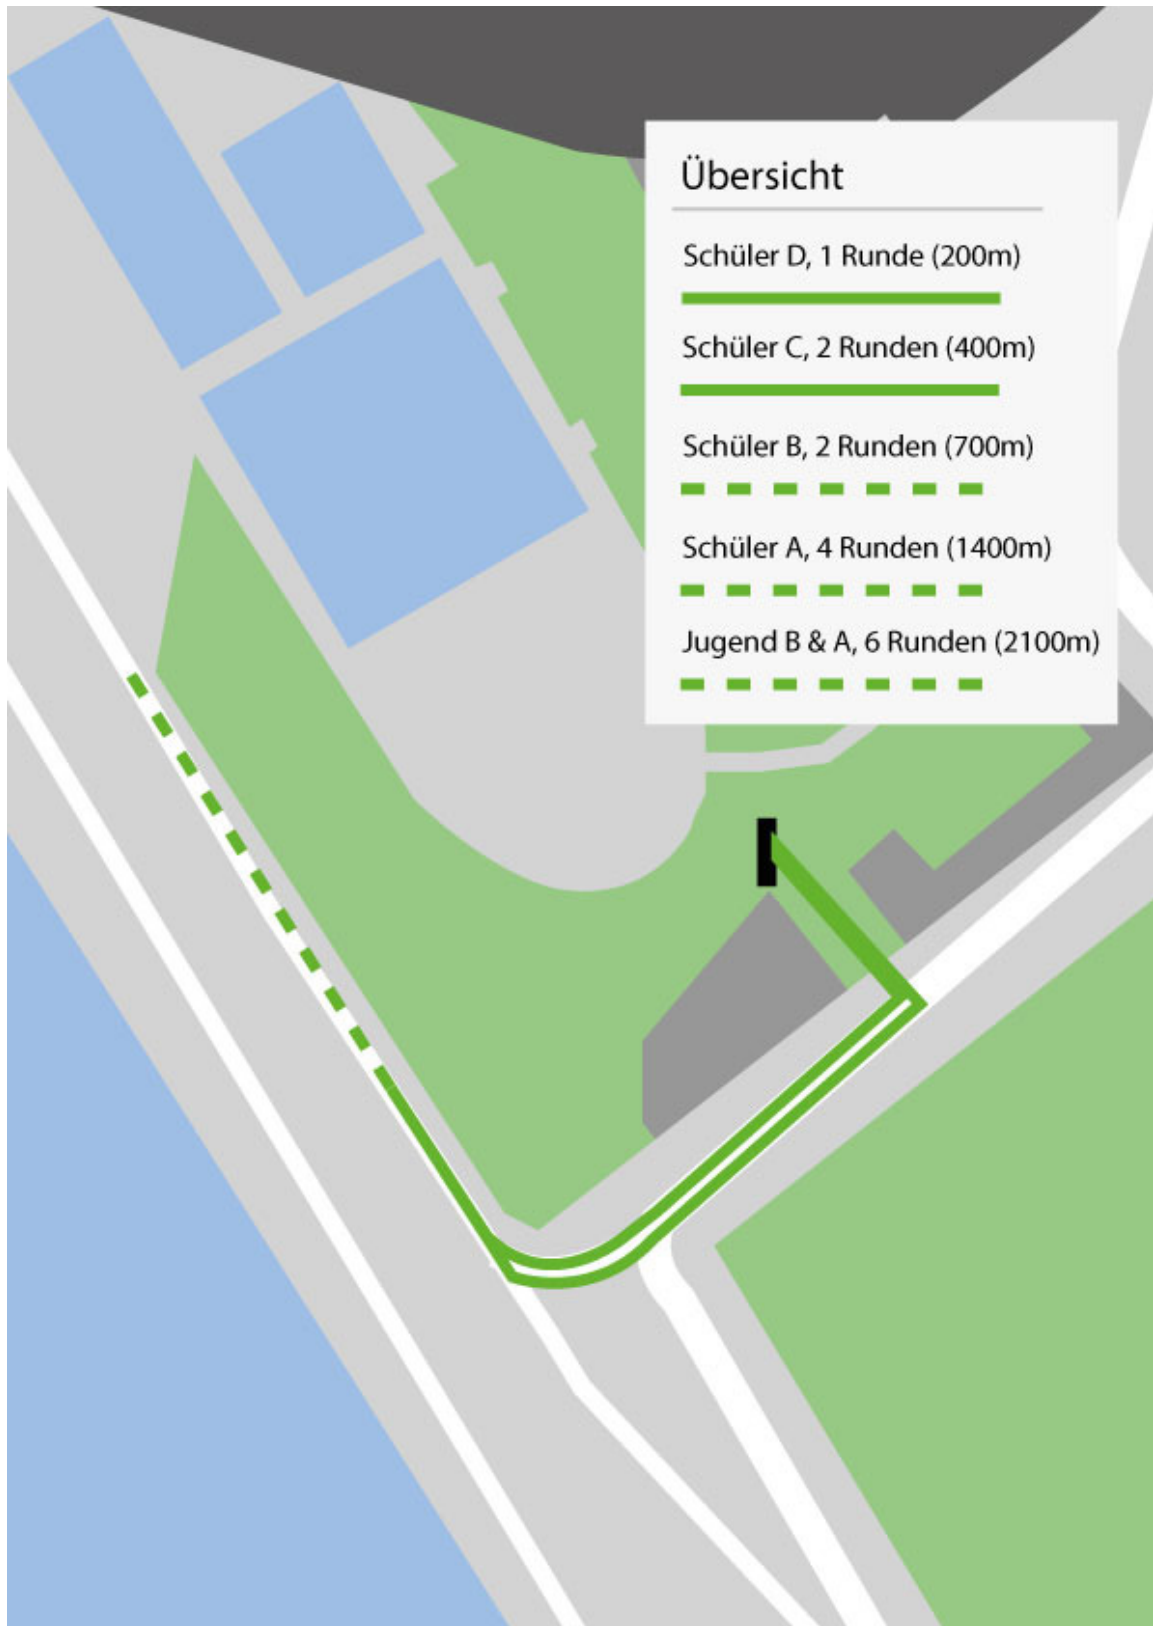 Übersicht
Schüler D, 1 Runde (200m)
Schüler C, 2 Runden (400m)
Schüler B, 2 Runden (700m)
Schüler A, 4 Runden (1400m)
Jugend B & A, 6 Runden (2100m)